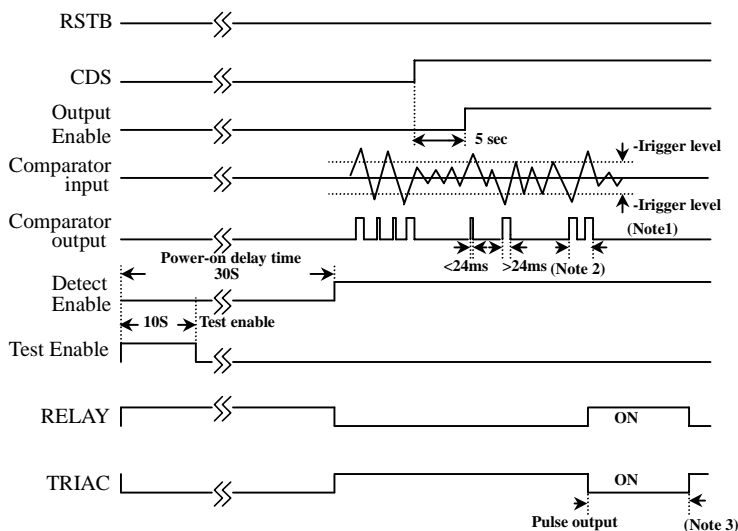 RSTB
CDS
Output
Enable
5 sec
Comparator
input
-Irigger level
-Irigger level
Comparator
output
(Note1)
Power-on delay time
30S
<24ms
>24ms
(Note 2)
Detect
Enable
10S
Test enable
Test Enable
RELAY
ON
TRIAC
ON
Pulse output
(Note 3)